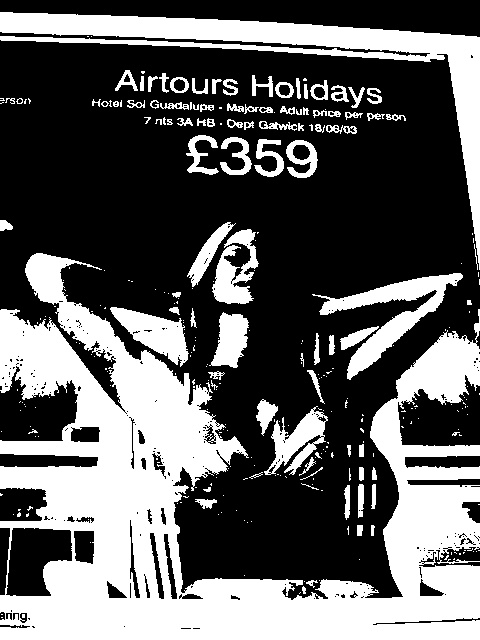 Airtours Holidays
erson
Hotel Sol Guadalupe - Majorca. Adult price per person
7 nts 3A HB - Dept Gatwick 18/06/03
£359
aring.